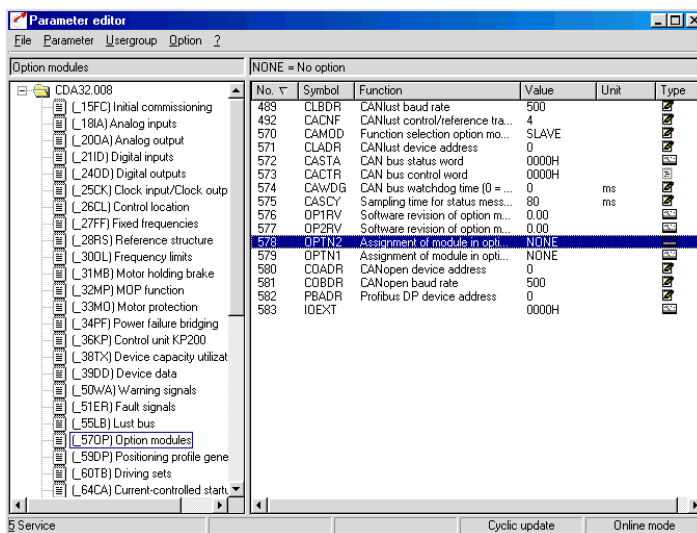 Parameter editor
File Parameter Usergroup Option ?
Option modules NONE = No option
CDA32.008
(_15FC) Initial commissioning
(_18IA) Analog inputs
(_20OA) Analog output
(_21ID) Digital inputs
(_24OD) Digital outputs
(_25CK) Clock input/Clock outp
(_26CL) Control location
(_27FF) Fixed frequencies
(_28RS) Reference structure
(_30OL) Frequency limits
(_31MB) Motor holding brake
(_32MP) MOP function
(_33MO) Motor protection
(_34PF) Power failure bridging
(_36KP) Control unit KP200
(_38TX) Device capacity utilizat
(_39DD) Device data
(_50WA) Warning signals
(_51ER) Fault signals
(_55LB) Lust bus
(_57OP) Option modules
(_59DP) Positioning profile gene
(_60TB) Driving sets
(_64CA) Current-controlled startu
No. Symbol Function Value Unit Type
489 CLBDR CANlust baud rate 500
492 CACNF CANlust control/reference tra... 4
570 CAMOD Function selection option mo... SLAVE
571 CLADR CANlust device address 0
572 CASTA CAN bus status word 0000H
573 CACTR CAN bus control word 0000H
574 CAWDG CAN bus watchdog time (0 = ... 0 ms
575 CASCY Sampling time for status mess... 80 ms
576 OP1RV Software revision of option m... 0.00
577 OP2RV Software revision of option m... 0.00
578 OPTN2 Assignment of module in opti... NONE
579 OPTN1 Assignment of module in opti... NONE
580 COADR CANopen device address 0
581 COBDR CANopen baud rate 500
582 PBADR Profibus DP device address 0
583 IOEXT 0000H
5 Service Cyclic update Online mode